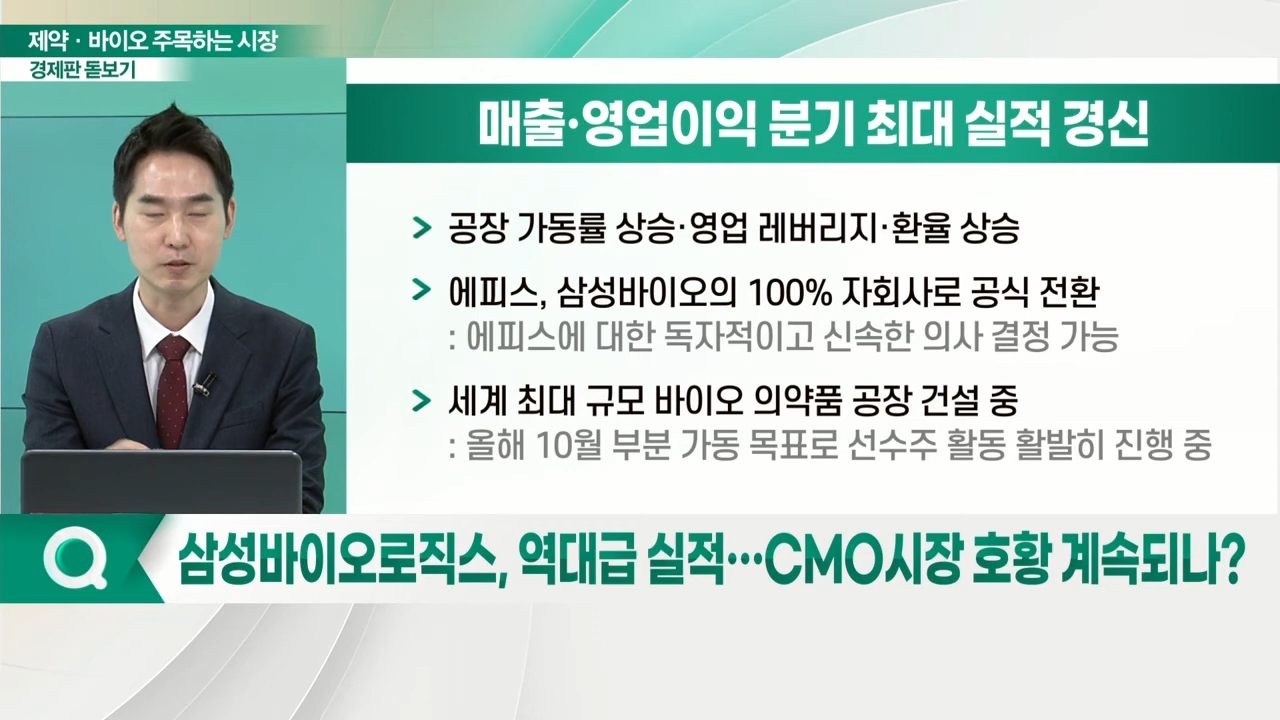 제약 · 바이오 주목하는 시장
경제판 돋보기
매출·영업이익 분기 최대 실적 경신
공장 가동률 상승·영업 레버리지·환율 상승
에피스, 삼성바이오의 100% 자회사로 공식 전환
: 에피스에 대한 독자적이고 신속한 의사 결정 가능
세계 최대 규모 바이오 의약품 공장 건설 중
: 올해 10월 부분 가동 목표로 선수주 활동 활발히 진행 중
삼성바이오로직스, 역대급 실적…CMO시장 호황 계속되나?